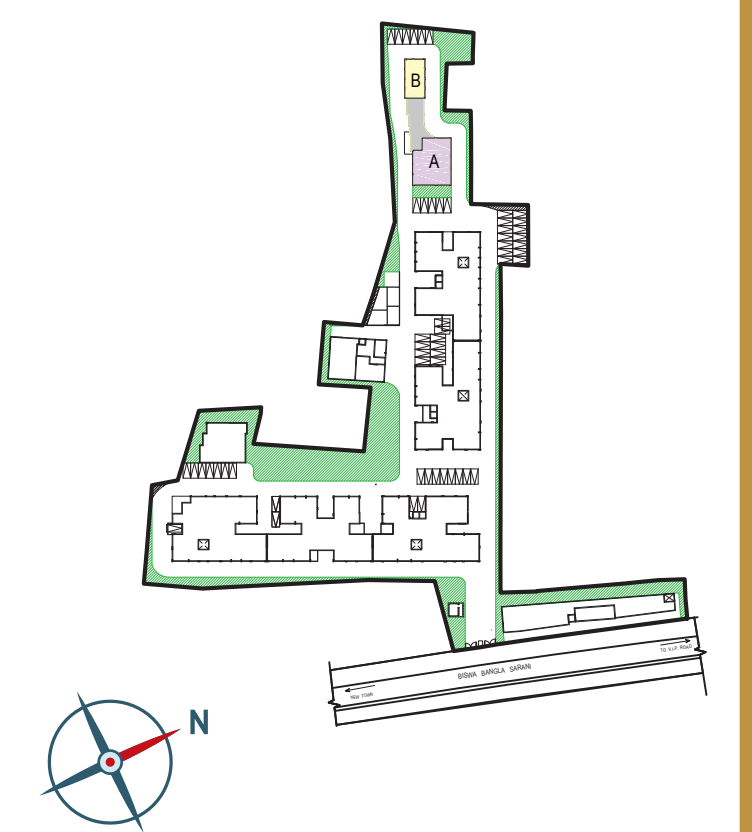 B
A
TO V.I.P. ROAD
BISWA BANGLA SARANI
NEW TOWN
N